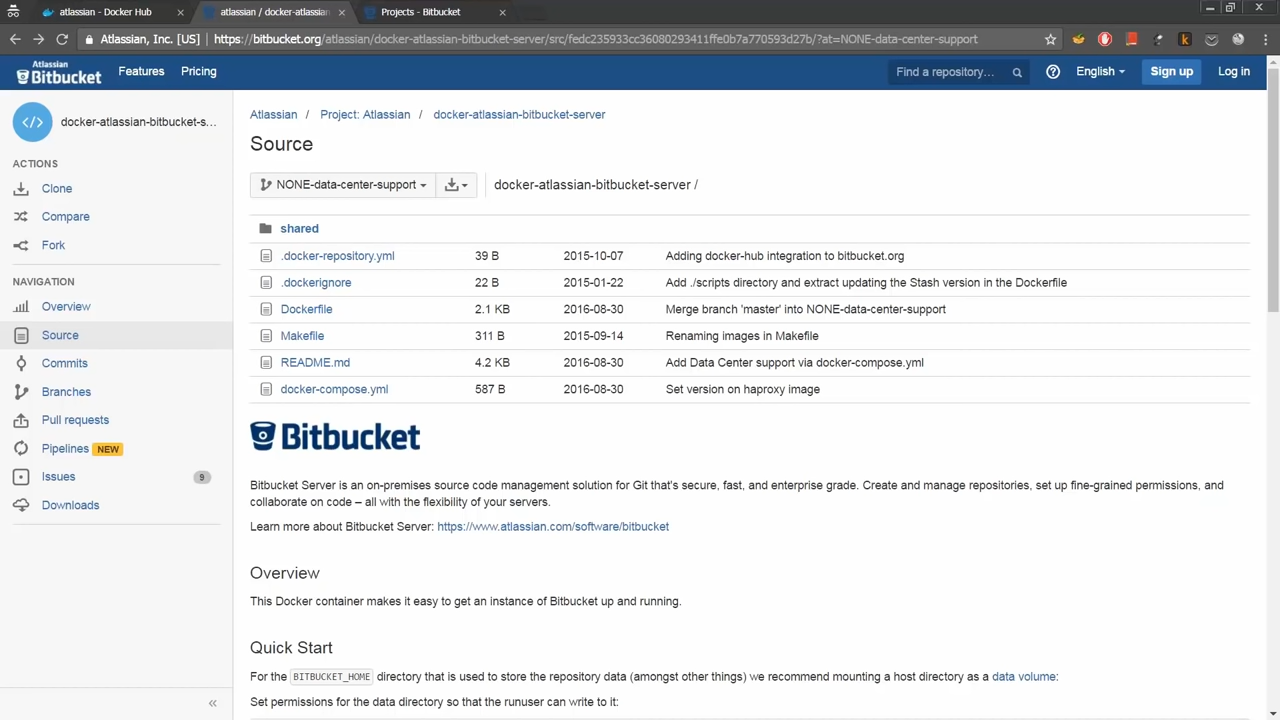 atlassian - Docker Hub
atlassian / docker-atlassian
Projects - Bitbucket
Atlassian, Inc. [US]
https://bitbucket.org/atlassian/docker-atlassian-bitbucket-server/src/fedc235933cc36080293411ffe0b7a770593d27b/?at=NONE-data-center-support
Atlassian
Bitbucket
Features
Pricing
Find a repository...
English
Sign up
Log in
docker-atlassian-bitbucket-s...
ACTIONS
Clone
Compare
Fork
NAVIGATION
Overview
Source
Commits
Branches
Pull requests
Pipelines NEW
Issues 9
Downloads
Atlassian / Project: Atlassian / docker-atlassian-bitbucket-server
Source
NONE-data-center-support
docker-atlassian-bitbucket-server /
shared
.docker-repository.yml 39 B 2015-10-07 Adding docker-hub integration to bitbucket.org
.dockerignore 22 B 2015-01-22 Add ./scripts directory and extract updating the Stash version in the Dockerfile
Dockerfile 2.1 KB 2016-08-30 Merge branch 'master' into NONE-data-center-support
Makefile 311 B 2015-09-14 Renaming images in Makefile
README.md 4.2 KB 2016-08-30 Add Data Center support via docker-compose.yml
docker-compose.yml 587 B 2016-08-30 Set version on haproxy image
Bitbucket
Bitbucket Server is an on-premises source code management solution for Git that's secure, fast, and enterprise grade. Create and manage repositories, set up fine-grained permissions, and
collaborate on code – all with the flexibility of your servers.
Learn more about Bitbucket Server: https://www.atlassian.com/software/bitbucket
Overview
This Docker container makes it easy to get an instance of Bitbucket up and running.
Quick Start
For the BITBUCKET_HOME directory that is used to store the repository data (amongst other things) we recommend mounting a host directory as a data volume:
Set permissions for the data directory so that the runuser can write to it: